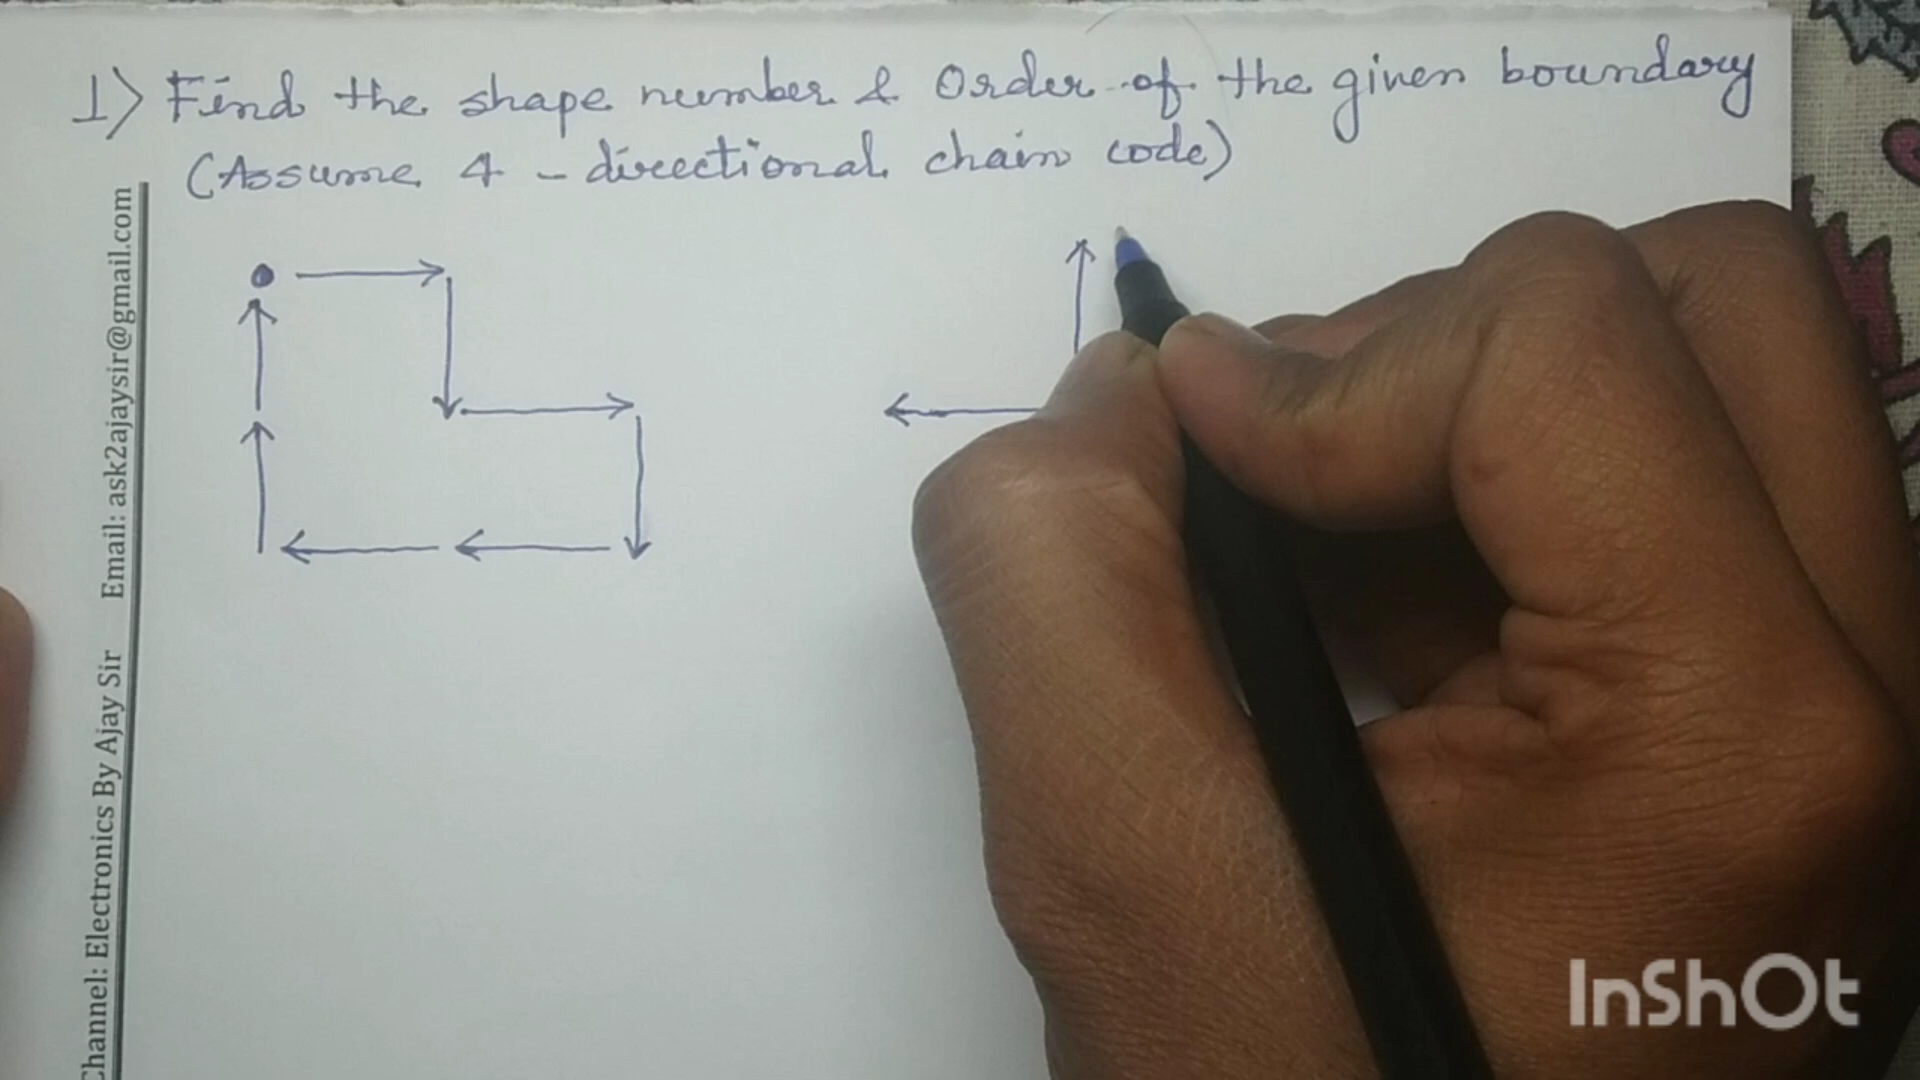 1) Find the shape number & Order of the given boundary
(Assume 4 - directional chain code)
Channel: Electronics By Ajay Sir Email: ask2ajaysir@gmail.com
InShOt